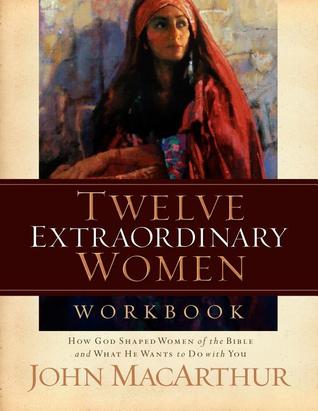 TWELVE
EXTRAORDINARY
WOMEN
WORKBOOK
HOW GOD SHAPED WOMEN of the BIBLE
and WHAT HE WANTS to DO with YOU
JOHN MACARTHUR